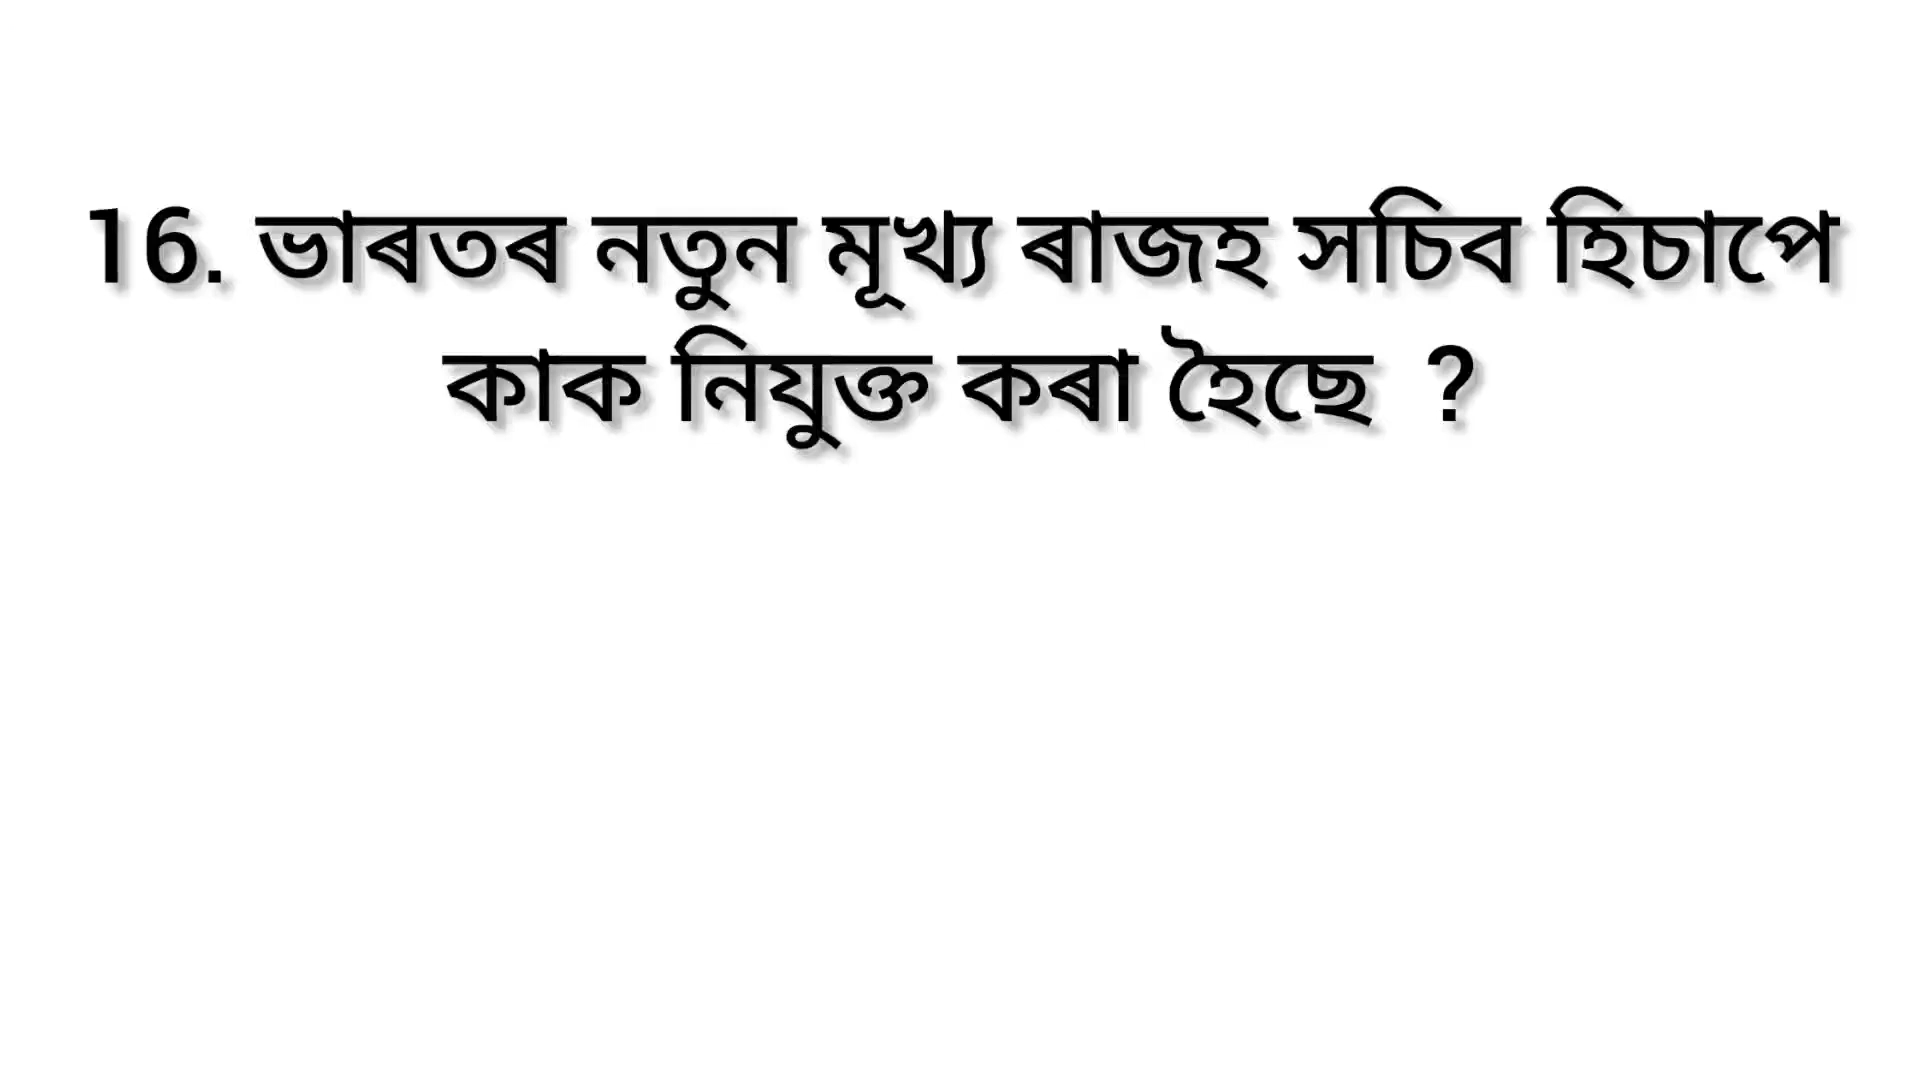 16. ভাৰতৰ নতুন মূখ্য ৰাজহ সচিব হিচাপে
কাক নিযুক্ত কৰা হৈছে ?